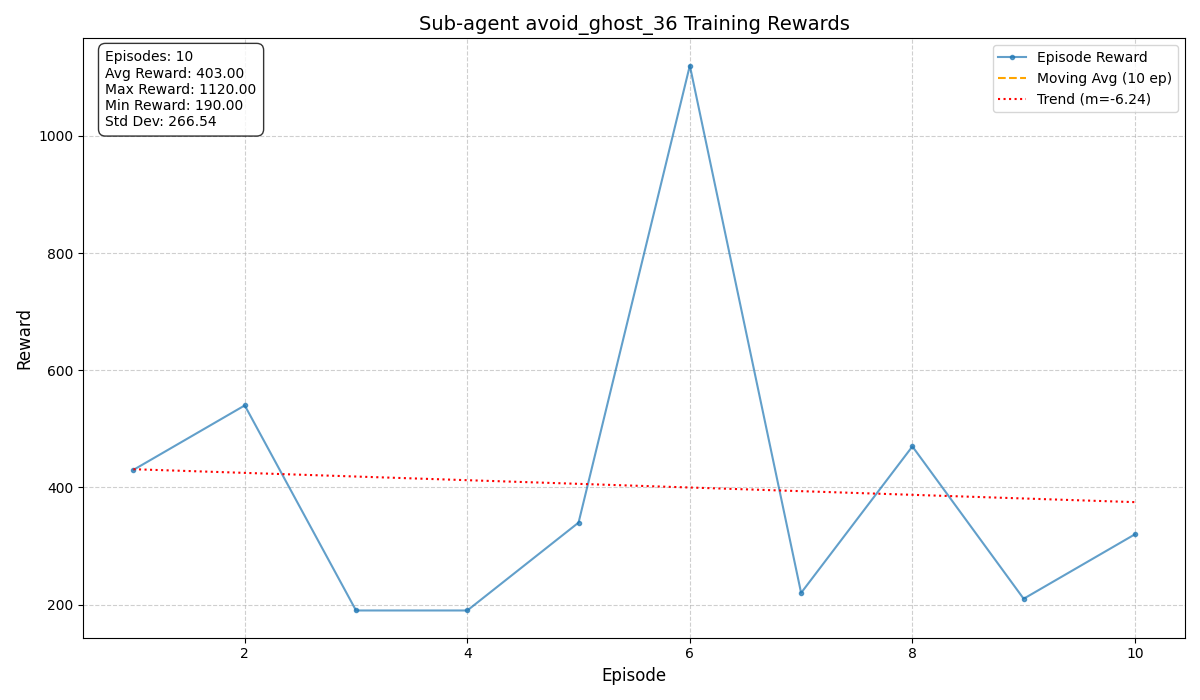 Sub-agent avoid_ghost_36 Training Rewards
Episodes: 10
Avg Reward: 403.00
Max Reward: 1120.00
Min Reward: 190.00
Std Dev: 266.54
Episode Reward
Moving Avg (10 ep)
Trend (m=-6.24)
Reward
1000
800
600
400
200
2 4 6 8 10
Episode